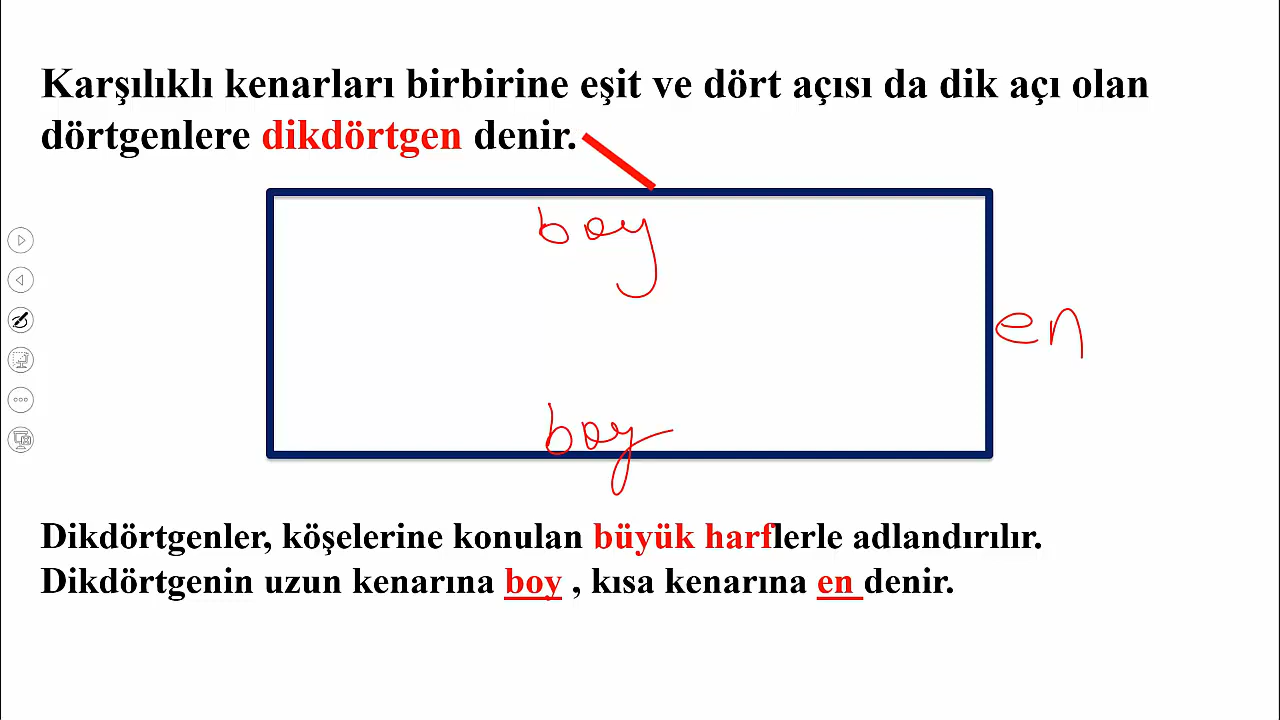 Karşılıklı kenarları birbirine eşit ve dört açısı da dik açı olan
dörtgenlere dikdörtgen denir.
boy
en
boy
Dikdörtgenler, köşelerine konulan büyük harflerle adlandırılır.
Dikdörtgenin uzun kenarına boy , kısa kenarına en denir.